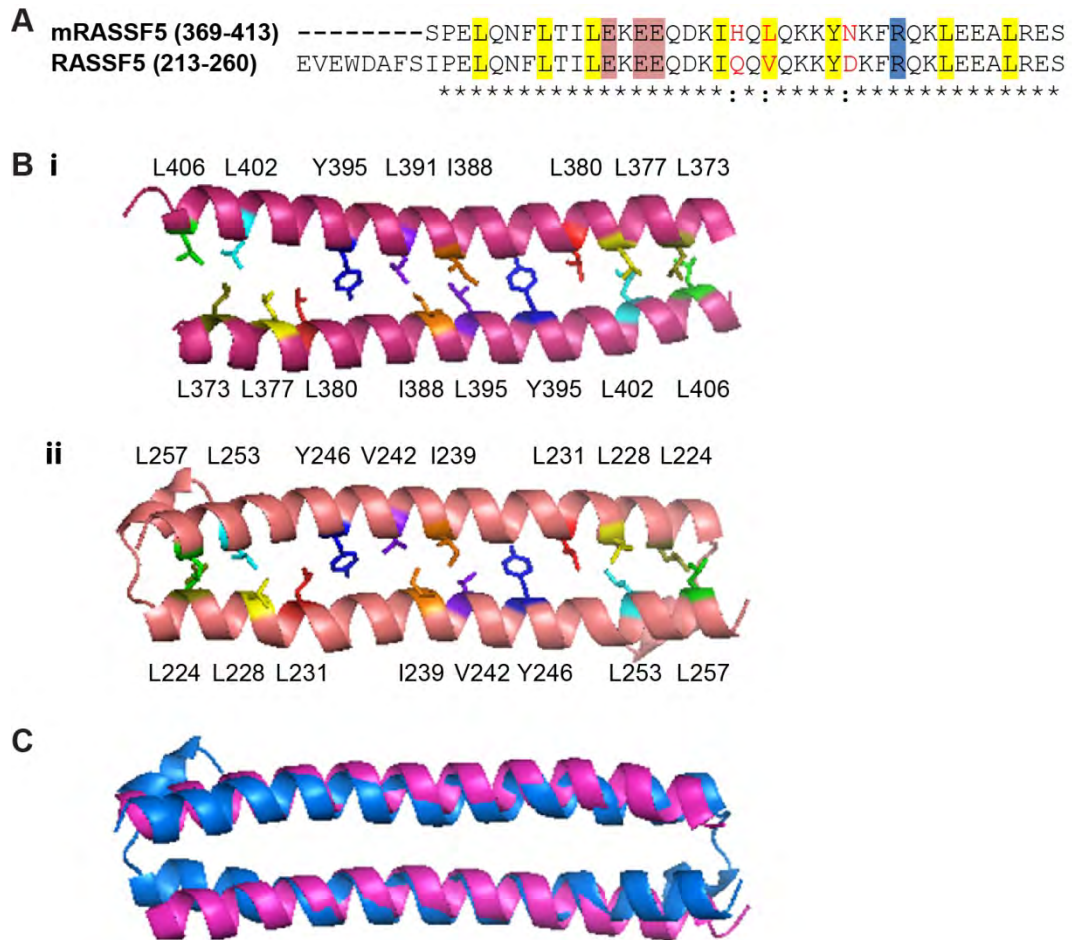 A
mRASSF5 (369-413) --------SPELQNFLTILEKEEQDKIHQLQKKYNKFRQKLEEALRES
RASSF5 (213-260) EVEWDAFSIPELQNFLTILEKEEQDKIQQVQKKYDKFRQKLEEALRES
******************:*:****:*************
B i
L406 L402 Y395 L391 I388 L380 L377 L373
L373 L377 L380 I388 L395 Y395 L402 L406
ii
L257 L253 Y246 V242 I239 L231 L228 L224
L224 L228 L231 I239 V242 Y246 L253 L257
C